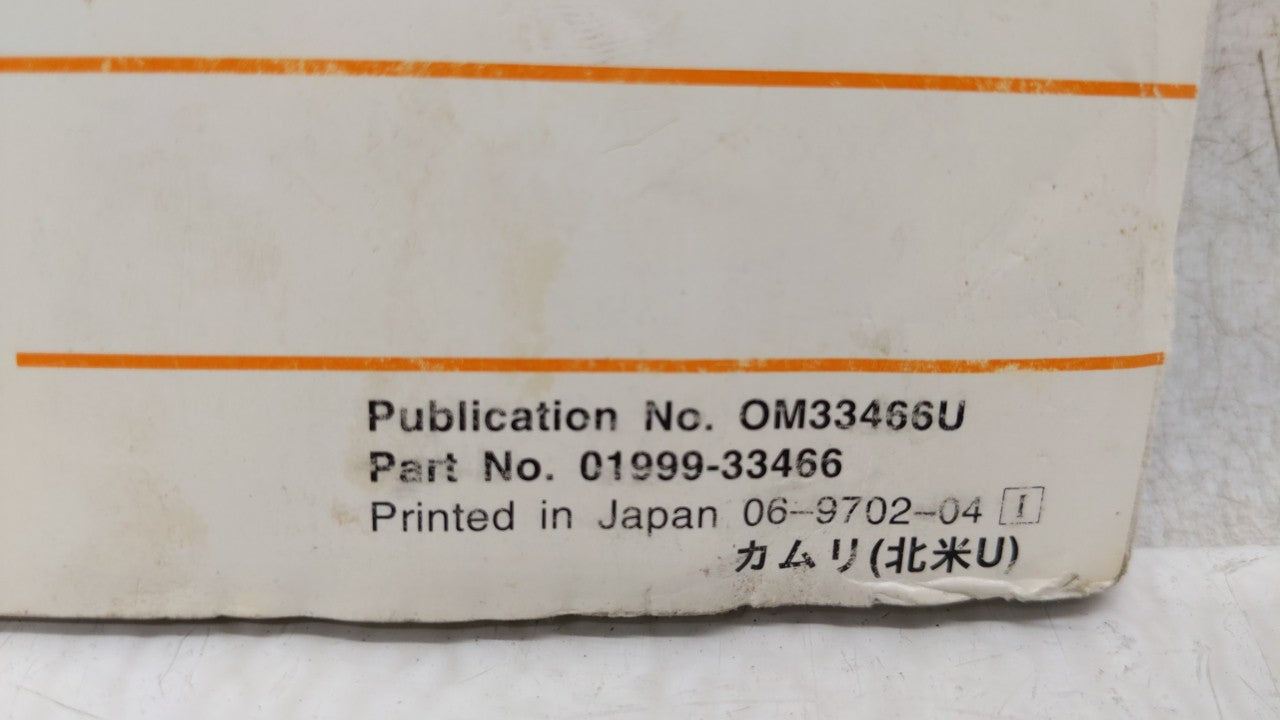 Publication No. OM33466U
Part No. 01999-33466
Printed in Japan 06-9702-04 I
カムリ(北米U)